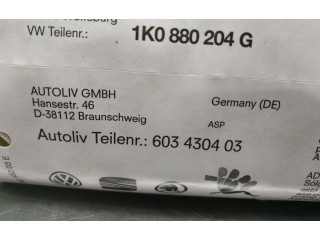 Wolfsburg
VW Teilenr.: 1K0 880 204 G
AUTOLIV GMBH
Hansestr. 46
D-38112 Braunschweig
Germany (DE)
ASP
Autoliv Teilenr.: 603 4304 03